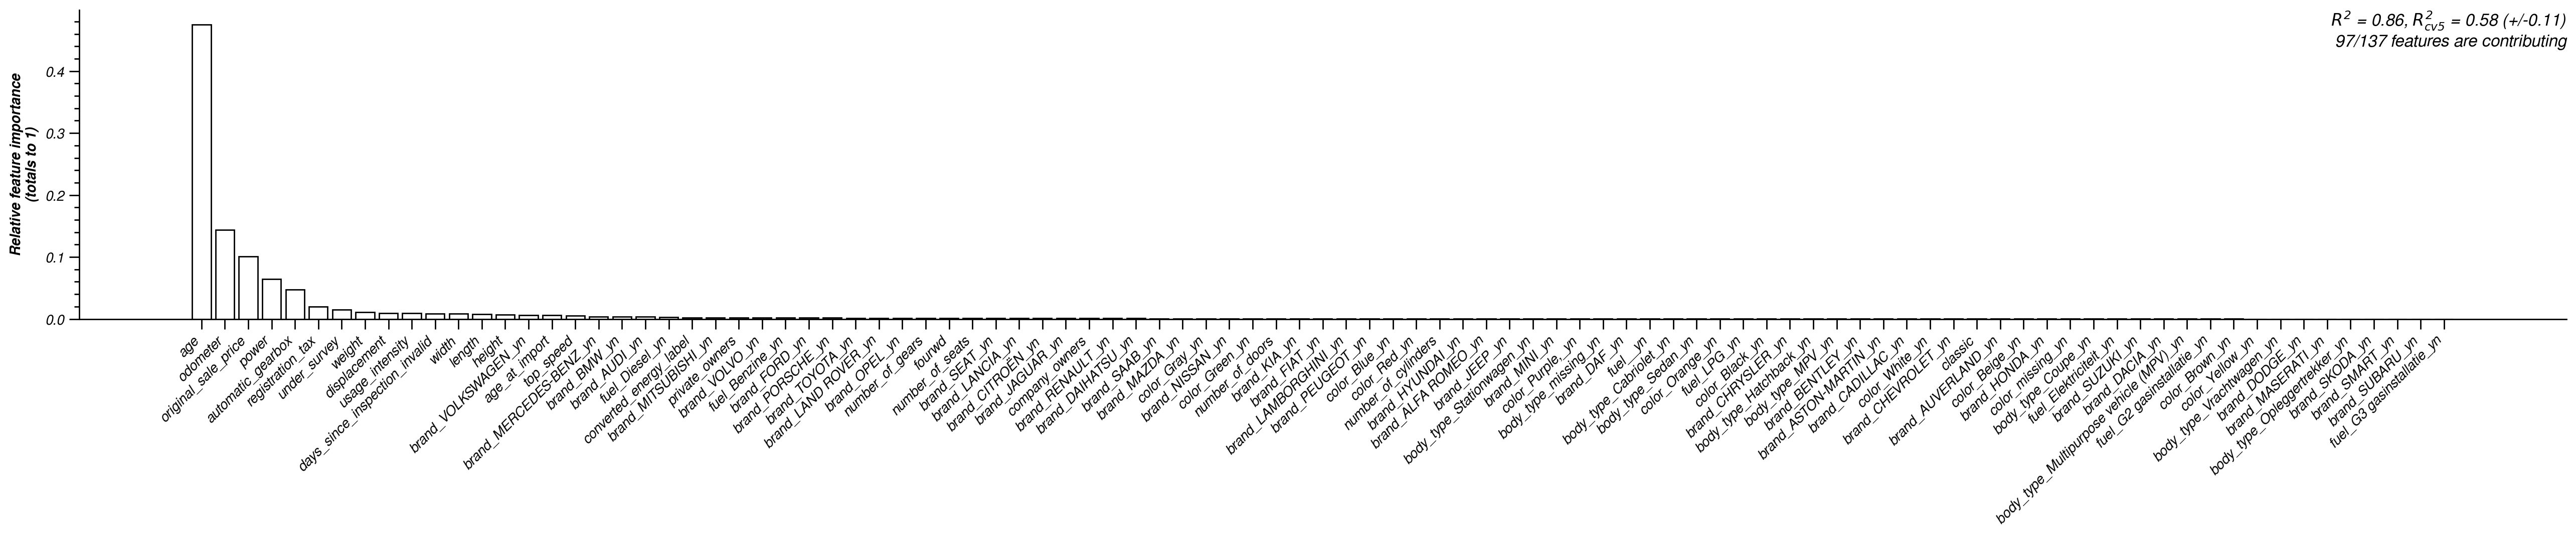 R² = 0.86, R²cv5 = 0.58 (+/-0.11)
97/137 features are contributing
Relative feature importance
(totals to 1)
0.4
0.3
0.2
0.1
0.0
age
odometer
original_sale_price
power
automatic_gearbox
registration_tax
under_survey
weight
displacement
usage_intensity
days_since_inspection_invalid
width
length
height
brand_VOLKSWAGEN_yn
age_at_import
top_speed
brand_MERCEDES-BENZ_yn
brand_BMW_yn
brand_AUDI_yn
fuel_Diesel_yn
converted_energy_label
brand_MITSUBISHI_yn
private_owners
brand_VOLVO_yn
fuel_Benzine_yn
brand_FORD_yn
brand_PORSCHE_yn
brand_TOYOTA_yn
brand_LAND ROVER_yn
brand_OPEL_yn
number_of_gears
fourwd
number_of_seats
brand_SEAT_yn
brand_LANCIA_yn
brand_CITROËN_yn
brand_JAGUAR_yn
company_owners
brand_RENAULT_yn
brand_DAIHATSU_yn
brand_SAAB_yn
brand_MAZDA_yn
color_Gray_yn
brand_NISSAN_yn
color_Green_yn
number_of_doors
brand_KIA_yn
brand_FIAT_yn
brand_LAMBORGHINI_yn
brand_PEUGEOT_yn
color_Blue_yn
color_Red_yn
number_of_cylinders
brand_HYUNDAI_yn
brand_ALFA ROMEO_yn
brand_JEEP_yn
body_type_Stationwagen_yn
brand_MINI_yn
color_Purple_yn
body_type_missing_yn
brand_DAF_yn
fuel__yn
body_type_Cabriolet_yn
body_type_Sedan_yn
color_Orange_yn
fuel_LPG_yn
color_Black_yn
brand_CHRYSLER_yn
body_type_Hatchback_yn
body_type_MPV_yn
brand_BENTLEY_yn
brand_ASTON-MARTIN_yn
brand_CADILLAC_yn
color_White_yn
brand_CHEVROLET_yn
classic
brand_AUVERLAND_yn
color_Beige_yn
brand_HONDA_yn
color_missing_yn
body_type_Coupe_yn
fuel_Elektriciteit_yn
brand_SUZUKI_yn
brand_DACIA_yn
body_type_Multipurpose vehicle (MPV)_yn
fuel_G2 gasinstallatie_yn
color_Brown_yn
color_Yellow_yn
body_type_Vrachtwagen_yn
brand_DODGE_yn
brand_MASERATI_yn
body_type_Opleggertrekker_yn
brand_SKODA_yn
brand_SMART_yn
brand_SUBARU_yn
fuel_G3 gasinstallatie_yn